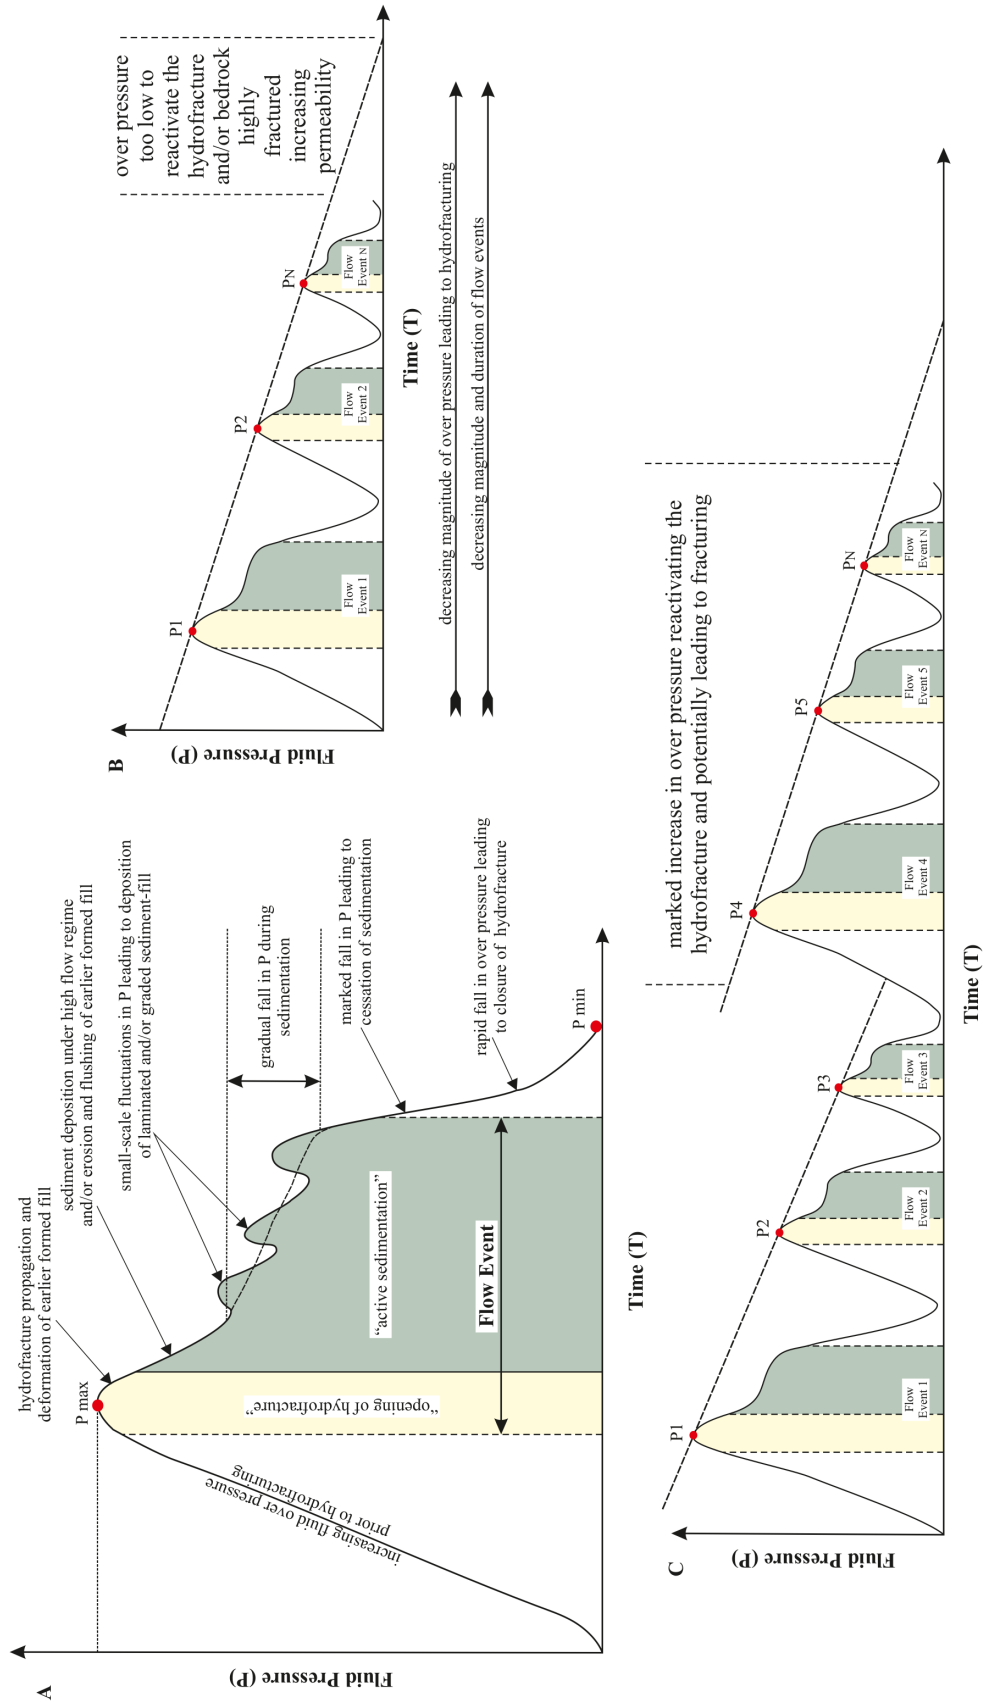 A
Fluid Pressure (P)
P max
hydrofracture propagation and
deformation of earlier formed fill
sediment deposition under high flow regime
and/or erosion and flushing of earlier formed fill
small-scale fluctuations in P leading to deposition
of laminated and/or graded sediment-fill
gradual fall in P during
sedimentation
marked fall in P leading to
cessation of sedimentation
rapid fall in over pressure leading
to closure of hydrofracture
P min
increasing fluid over pressure
prior to hydrofracturing
“opening of hydrofracture”
“active sedimentation”
Flow Event
Time (T)
B
Fluid Pressure (P)
P1
P2
PN
Flow
Event 1
Flow
Event 2
Flow
Event N
over pressure
too low to
reactivate the
hydrofracture
and/or bedrock
highly
fractured
increasing
permeability
Time (T)
decreasing magnitude of over pressure leading to hydrofracturing
decreasing magnitude and duration of flow events
C
Fluid Pressure (P)
P1
P2
P3
P4
P5
PN
marked increase in over pressure reactivating the
hydrofracture and potentially leading to fracturing
Flow
Event 1
Flow
Event 2
Flow
Event 3
Flow
Event 4
Flow
Event 5
Flow
Event N
Time (T)